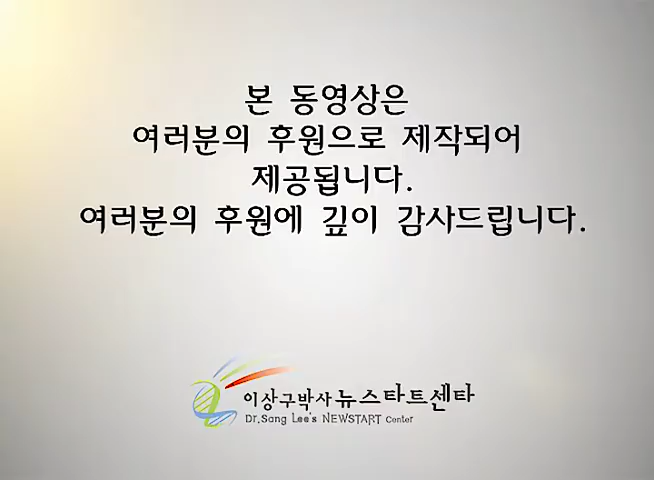 본 동영상은
여러분의 후원으로 제작되어
제공됩니다.
여러분의 후원에 깊이 감사드립니다.
이상구박사뉴스타트센타
Dr.Sang Lee's NEWSTART Center